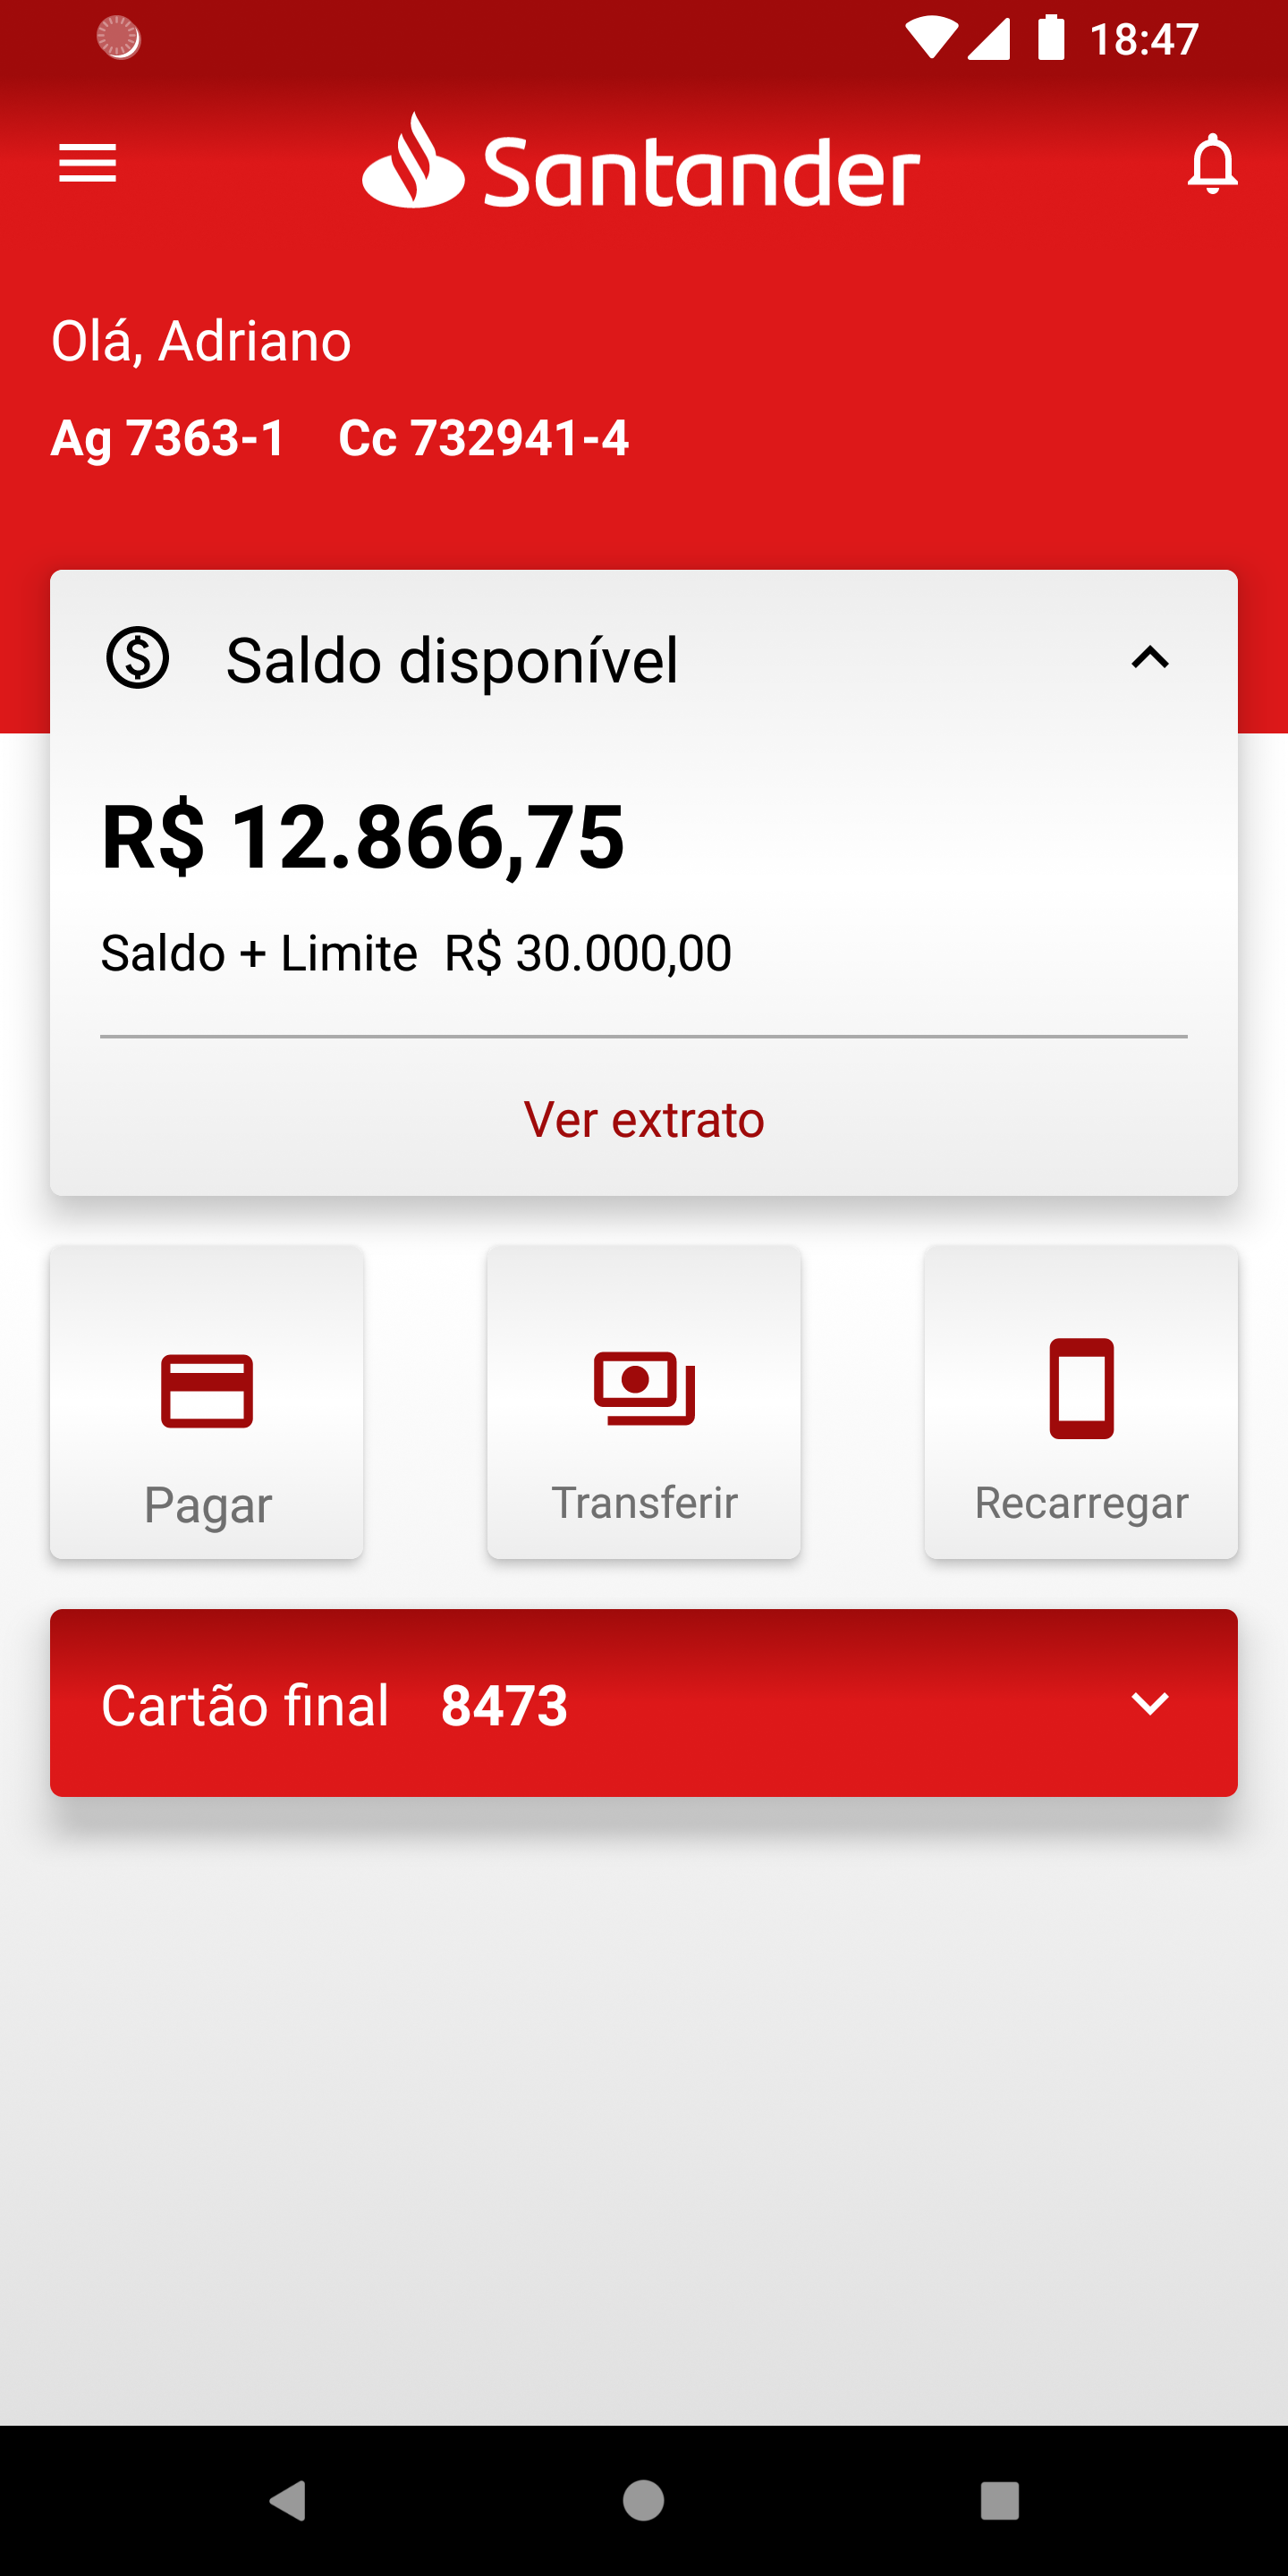 18:47
Santander
Olá, Adriano
Ag 7363-1 Cc 732941-4
Saldo disponível
R$ 12.866,75
Saldo + Limite R$ 30.000,00
Ver extrato
Pagar
Transferir
Recarregar
Cartão final 8473